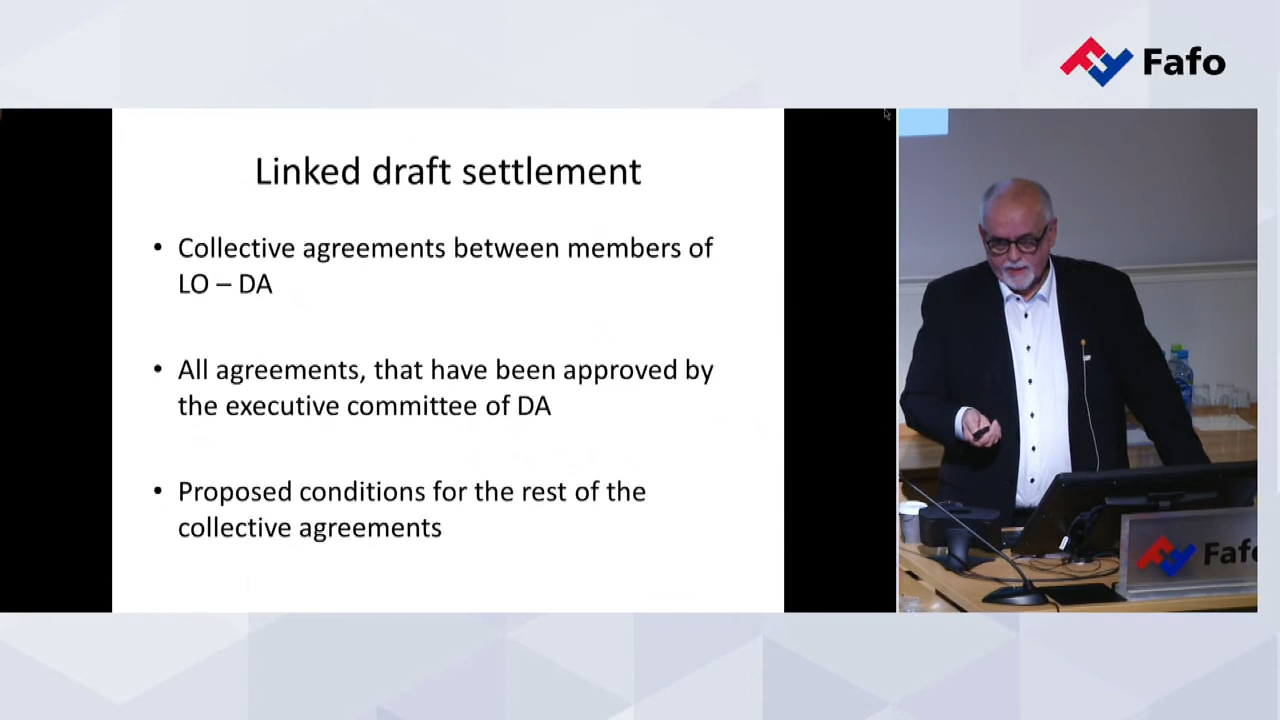 Fafo
Linked draft settlement
• Collective agreements between members of
LO – DA
• All agreements, that have been approved by
the executive committee of DA
• Proposed conditions for the rest of the
collective agreements
Fafo